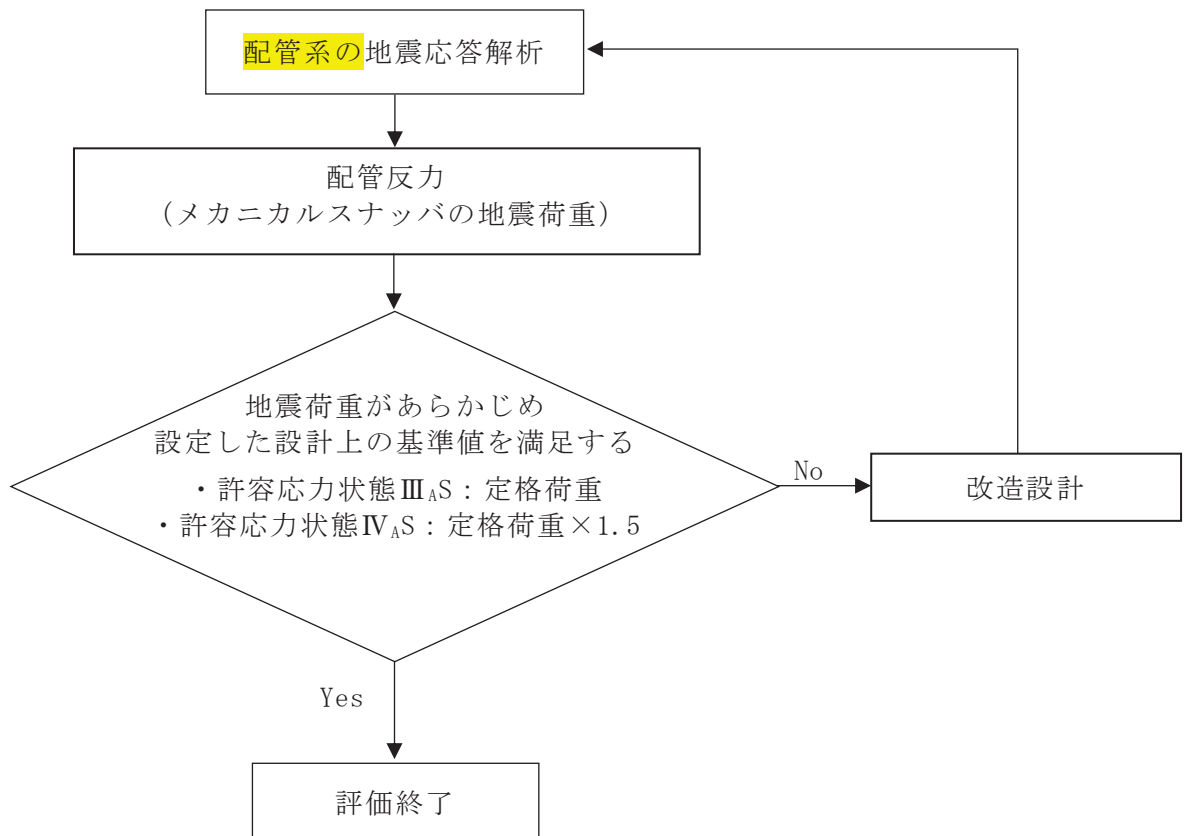 配管系の地震応答解析
配管反力
（メカニカルスナッバの地震荷重）
地震荷重があらかじめ
設定した設計上の基準値を満足する
・許容応力状態ⅢAS：定格荷重
・許容応力状態ⅣAS：定格荷重×1.5
No
改造設計
Yes
評価終了